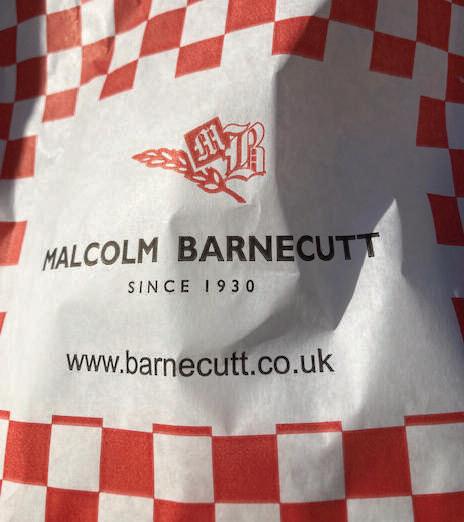 MB
MALCOLM BARNECUTT
SINCE 1930
www.barnecutt.co.uk